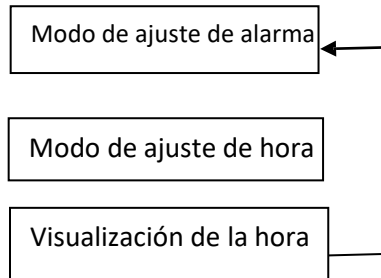 Modo de ajuste de alarma
Modo de ajuste de hora
Visualización de la hora